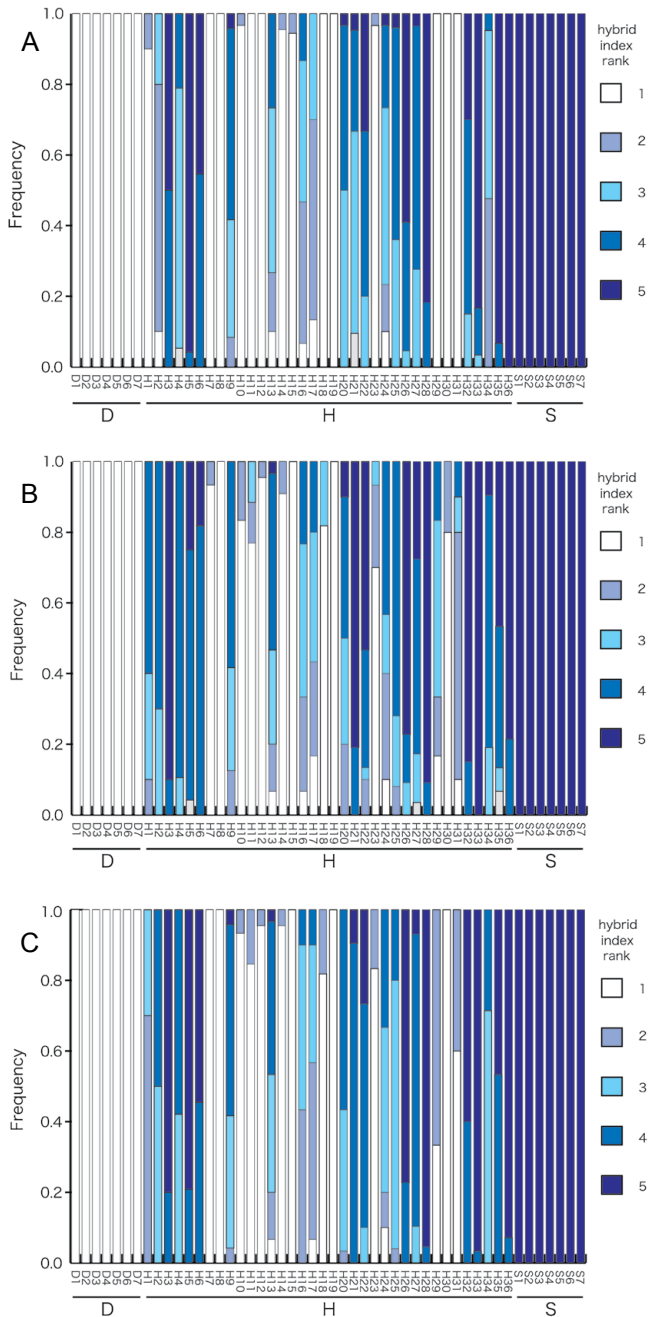 A
1.0
0.8
0.6
0.4
0.2
0.0
Frequency
D1 D2 D3 D4 D5 D6 D7 H1 H2 H3 H4 H5 H6 H7 H8 H9 H10 H11 H12 H13 H14 H15 H16 H17 H18 H19 H20 H21 H22 H23 H24 H25 H26 H27 H28 H29 H30 H31 H32 H33 H34 H35 H36 S1 S2 S3 S4 S5 S6 S7
D H S
hybrid
index
rank
1
2
3
4
5
B
1.0
0.8
0.6
0.4
0.2
0.0
Frequency
D1 D2 D3 D4 D5 D6 D7 H1 H2 H3 H4 H5 H6 H7 H8 H9 H10 H11 H12 H13 H14 H15 H16 H17 H18 H19 H20 H21 H22 H23 H24 H25 H26 H27 H28 H29 H30 H31 H32 H33 H34 H35 H36 S1 S2 S3 S4 S5 S6 S7
D H S
hybrid
index
rank
1
2
3
4
5
C
1.0
0.8
0.6
0.4
0.2
0.0
Frequency
D1 D2 D3 D4 D5 D6 D7 H1 H2 H3 H4 H5 H6 H7 H8 H9 H10 H11 H12 H13 H14 H15 H16 H17 H18 H19 H20 H21 H22 H23 H24 H25 H26 H27 H28 H29 H30 H31 H32 H33 H34 H35 H36 S1 S2 S3 S4 S5 S6 S7
D H S
hybrid
index
rank
1
2
3
4
5